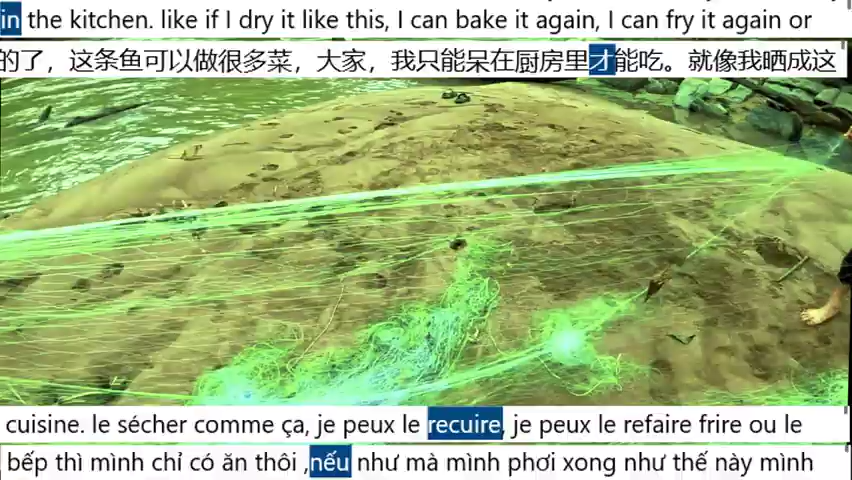 in the kitchen. like if I dry it like this, I can bake it again, I can fry it again or
的了，这条鱼可以做很多菜，大家，我只能呆在厨房里才能吃。就像我晒成这
cuisine. le sécher comme ça, je peux le recuire, je peux le refaire frire ou le
bếp thì mình chỉ có ăn thôi ,nếu như mà mình phơi xong như thế này mình